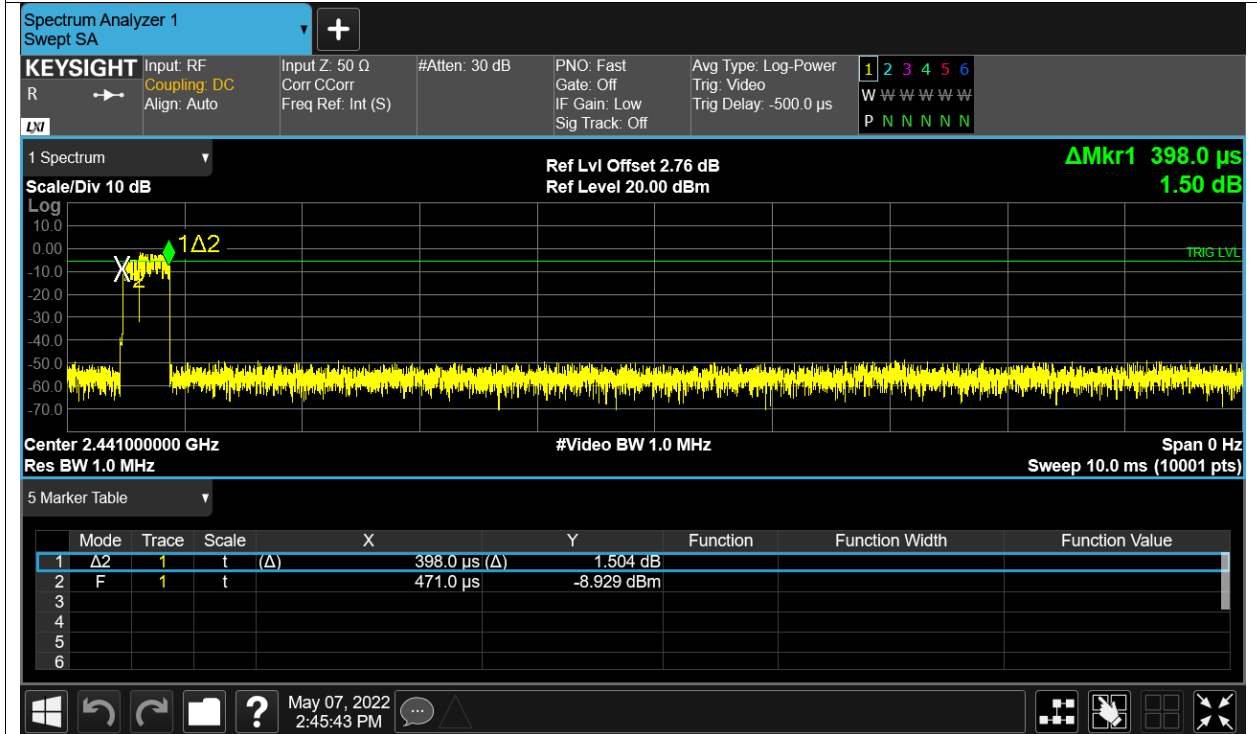 Spectrum Analyzer 1
Swept SA
+
KEYSIGHT Input: RF Input Z: 50 Ω #Atten: 30 dB PNO: Fast Avg Type: Log-Power 1 2 3 4 5 6
R Coupling: DC Corr CCorr Gate: Off Trig: Video W W W W W W
Align: Auto Freq Ref: Int (S) IF Gain: Low Trig Delay: -500.0 µs
LXI Sig Track: Off P N N N N N
1 Spectrum Ref Lvl Offset 2.76 dB ΔMkr1 398.0 µs
Scale/Div 10 dB Ref Level 20.00 dBm 1.50 dB
Log
10.0
0.00 1Δ2 TRIG LVL
-10.0 X 2
-20.0
-30.0
-40.0
-50.0
-60.0
-70.0
Center 2.441000000 GHz #Video BW 1.0 MHz Span 0 Hz
Res BW 1.0 MHz Sweep 10.0 ms (10001 pts)
5 Marker Table
Mode Trace Scale X Y Function Function Width Function Value
1 Δ2 1 t (Δ) 398.0 µs (Δ) 1.504 dB
2 F 1 t 471.0 µs -8.929 dBm
3
4
5
6
? May 07, 2022
2:45:43 PM